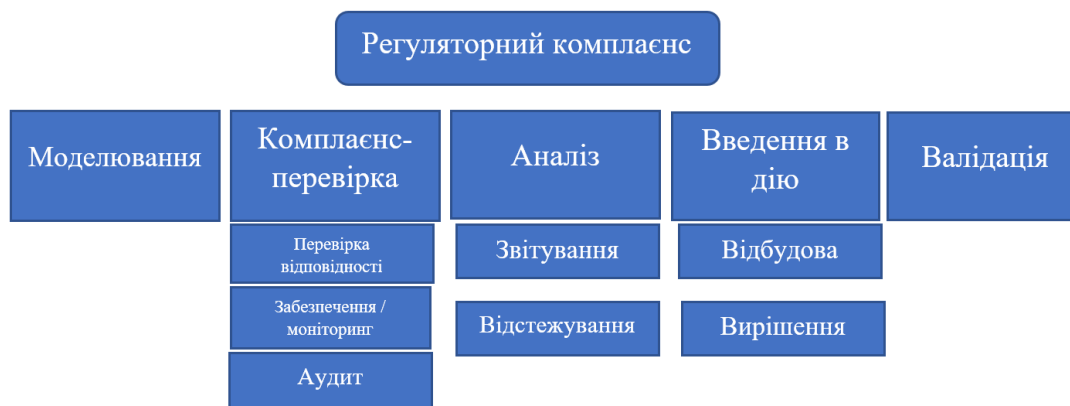 Регуляторний комплаєнс
Моделювання
Комплаєнс-
перевірка
Аналіз
Введення в
дію
Валідація
Перевірка
відповідності
Звітування
Відбудова
Забезпечення /
моніторинг
Відстежування
Вирішення
Аудит